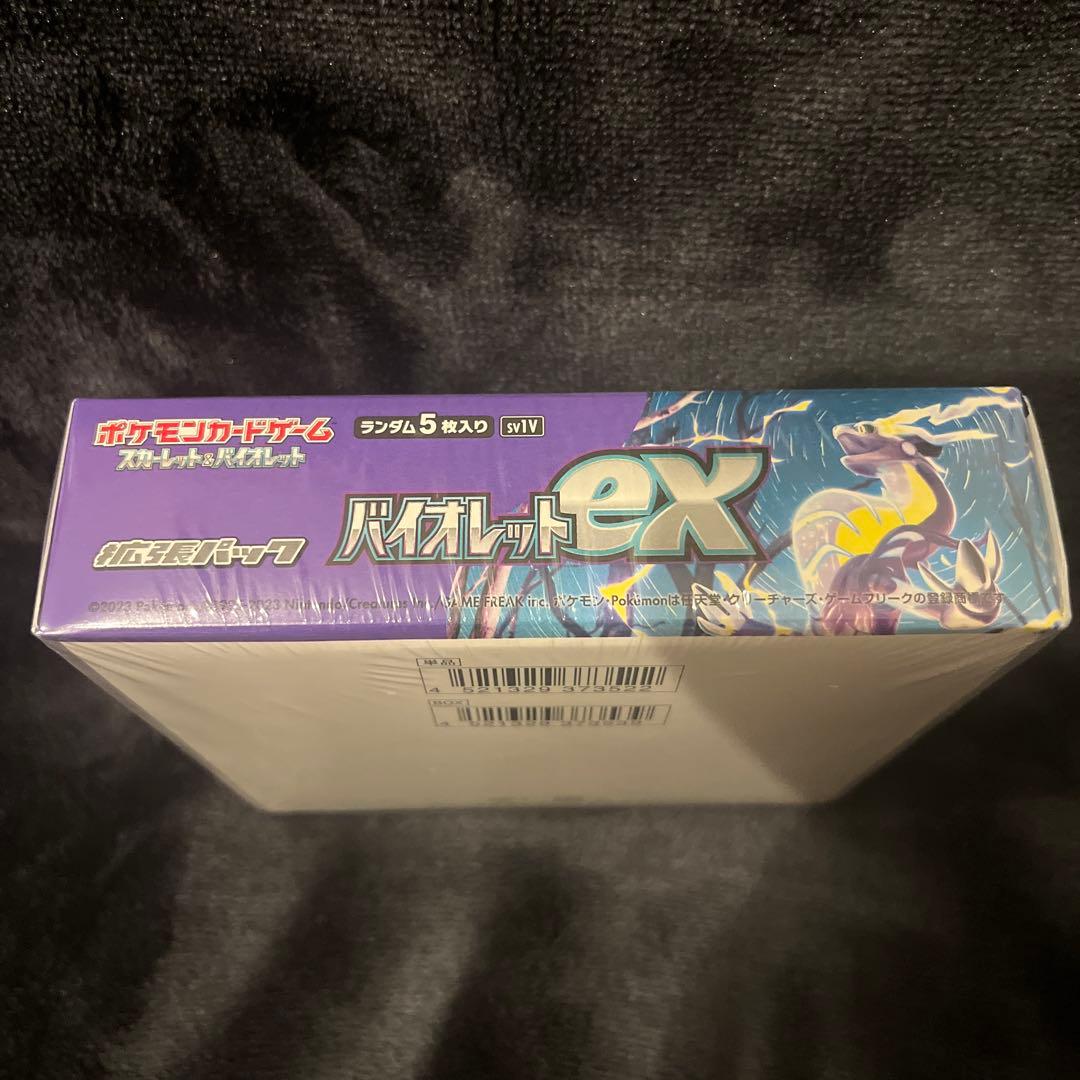 ポケモンカードゲーム
スカーレット&バイオレット
ランダム5枚入り
SV1V
バイオレットex
拡張パック
©2023 Pokémon. 2023 Nintendo/Creatures Inc./GAME FREAK inc. ポケモン・Pokémonは任天堂・クリーチャーズ・ゲームフリークの登録商標です。
単品
4 521329 373522
BOX